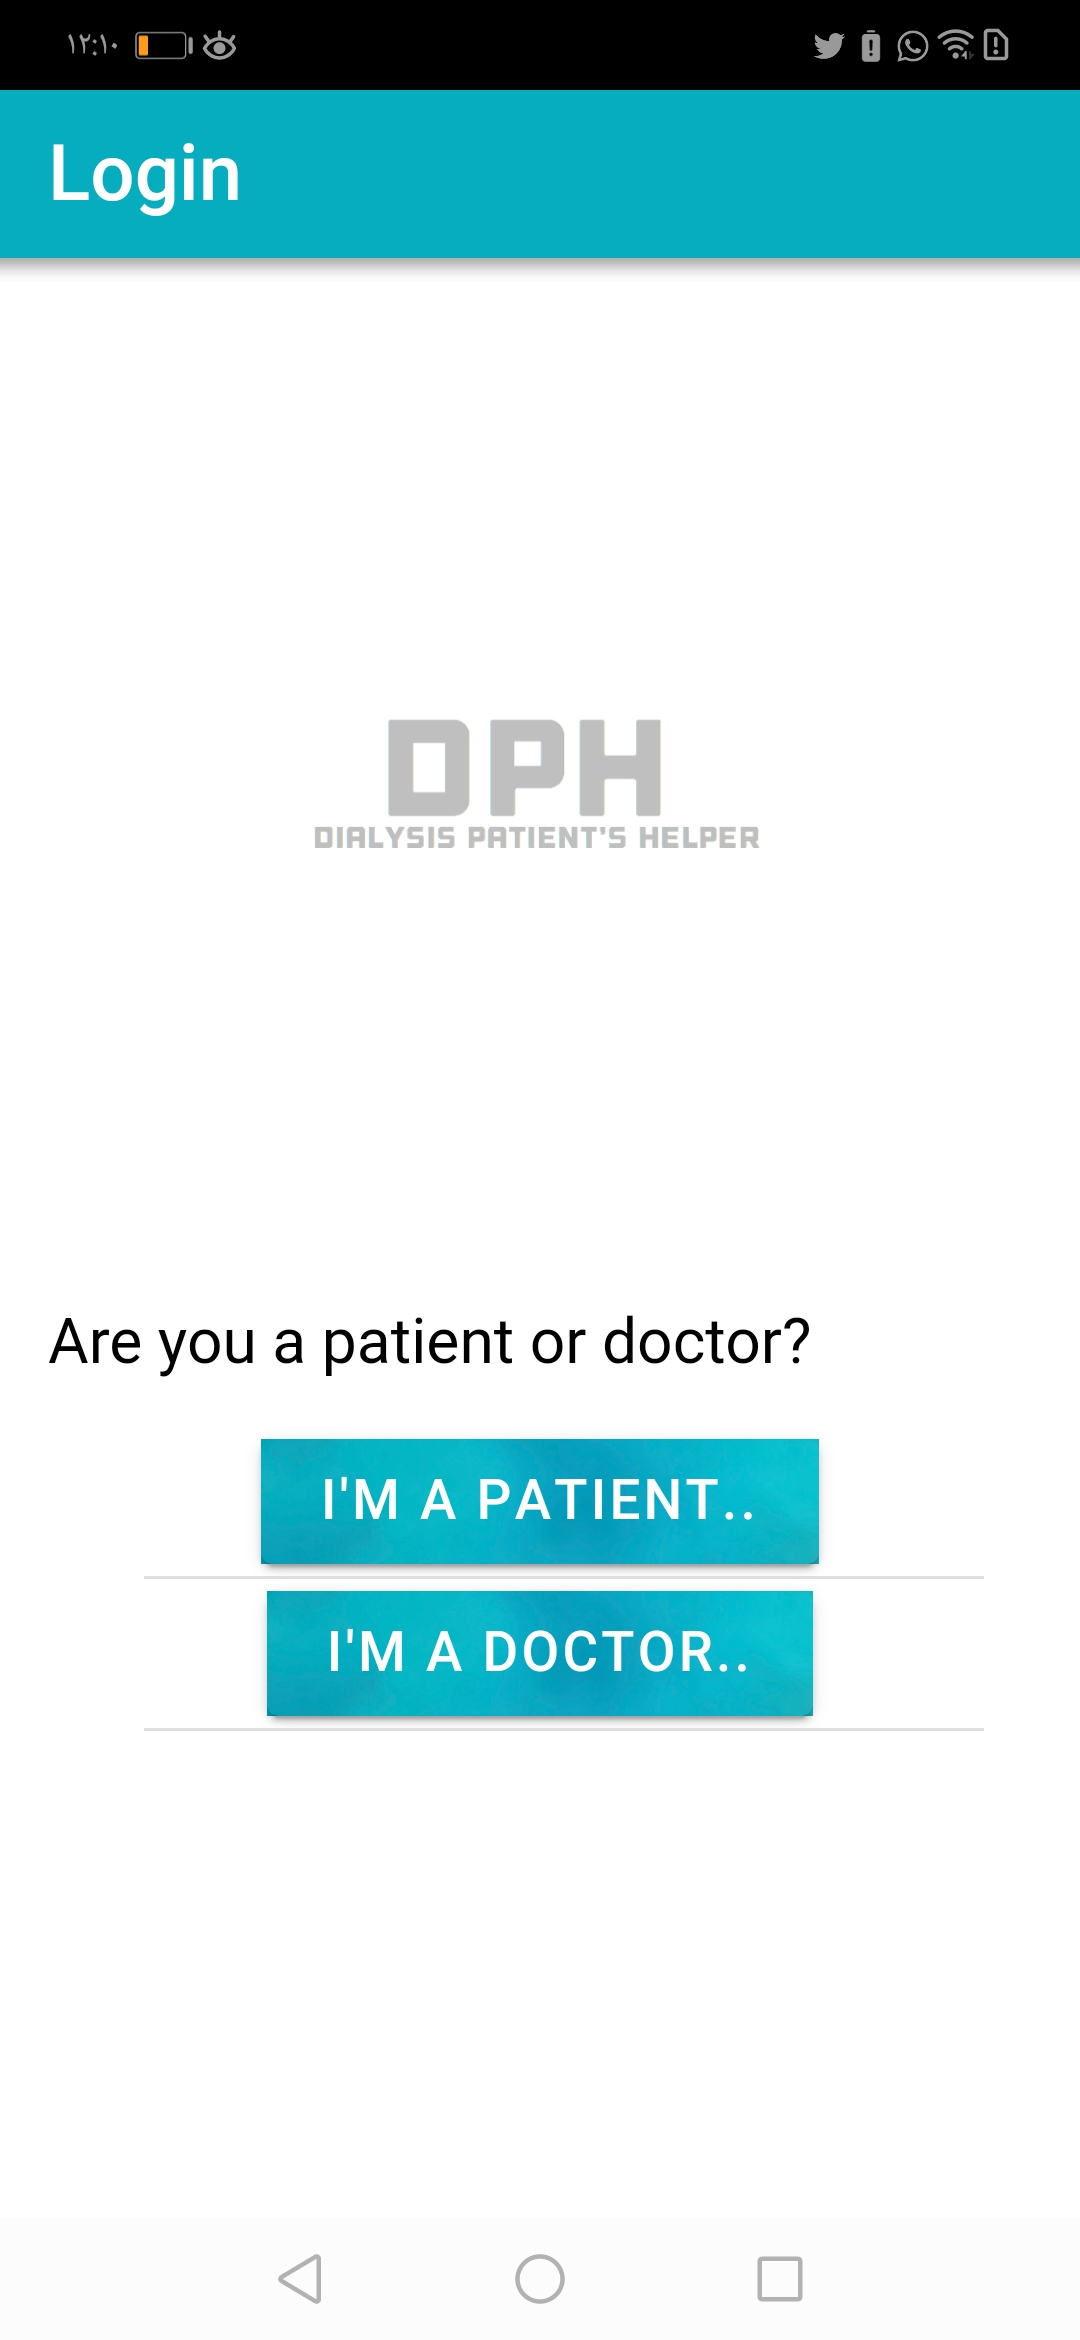 ١٢:١٠
Login
DPH
DIALYSIS PATIENT'S HELPER
Are you a patient or doctor?
I'M A PATIENT..
I'M A DOCTOR..